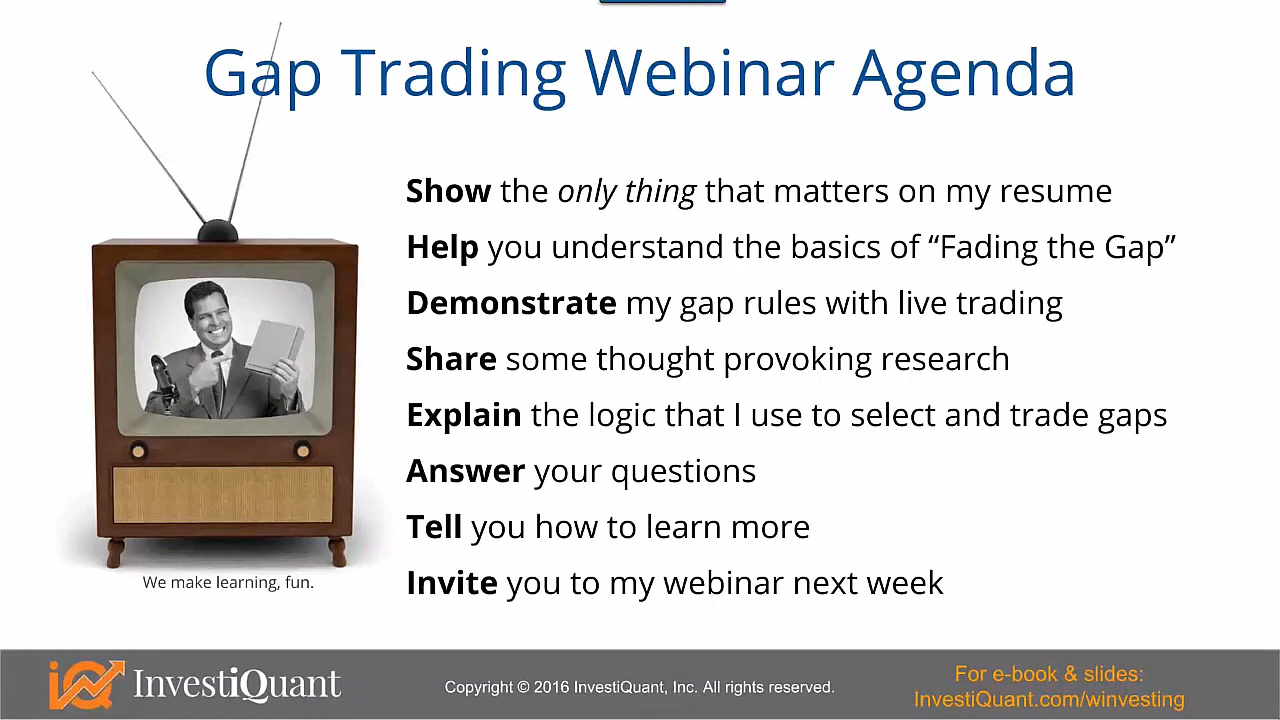 Gap Trading Webinar Agenda
Show the only thing that matters on my resume
Help you understand the basics of “Fading the Gap”
Demonstrate my gap rules with live trading
Share some thought provoking research
Explain the logic that I use to select and trade gaps
Answer your questions
Tell you how to learn more
Invite you to my webinar next week
We make learning, fun.
InvestiQuant
Copyright © 2016 InvestiQuant, Inc. All rights reserved.
For e-book & slides:
InvestiQuant.com/winvesting